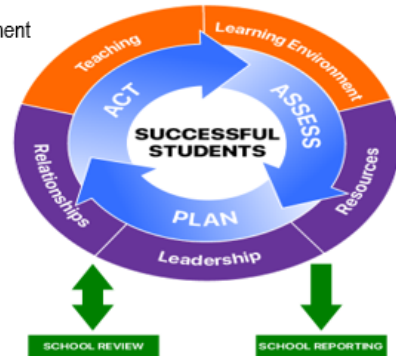 ment
Teaching
Learning Environment
ACT
ASSESS
SUCCESSFUL
STUDENTS
Relationships
Resources
PLAN
Leadership
SCHOOL REVIEW
SCHOOL REPORTING